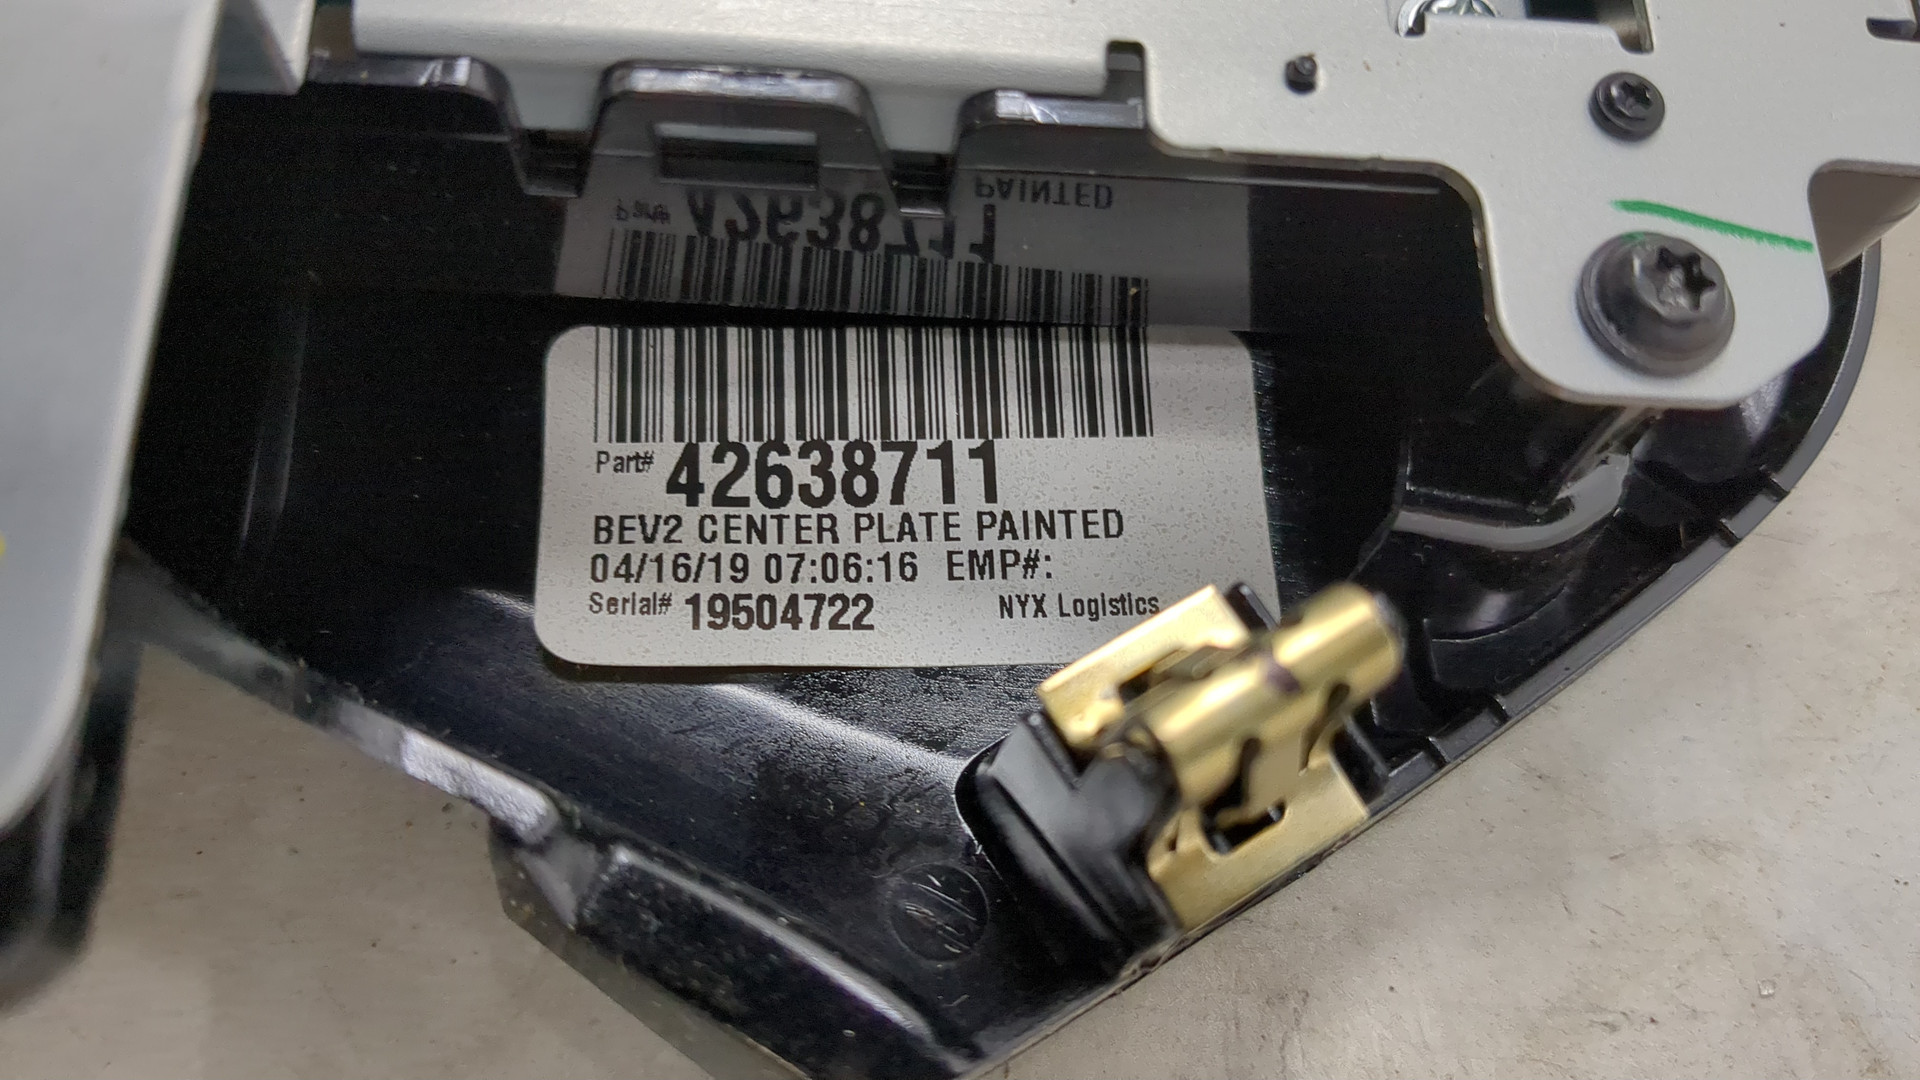 Part# 42638711
BEV2 CENTER PLATE PAINTED
04/16/19 07:06:16 EMP#:
Serial# 19504722 NYX Logistics